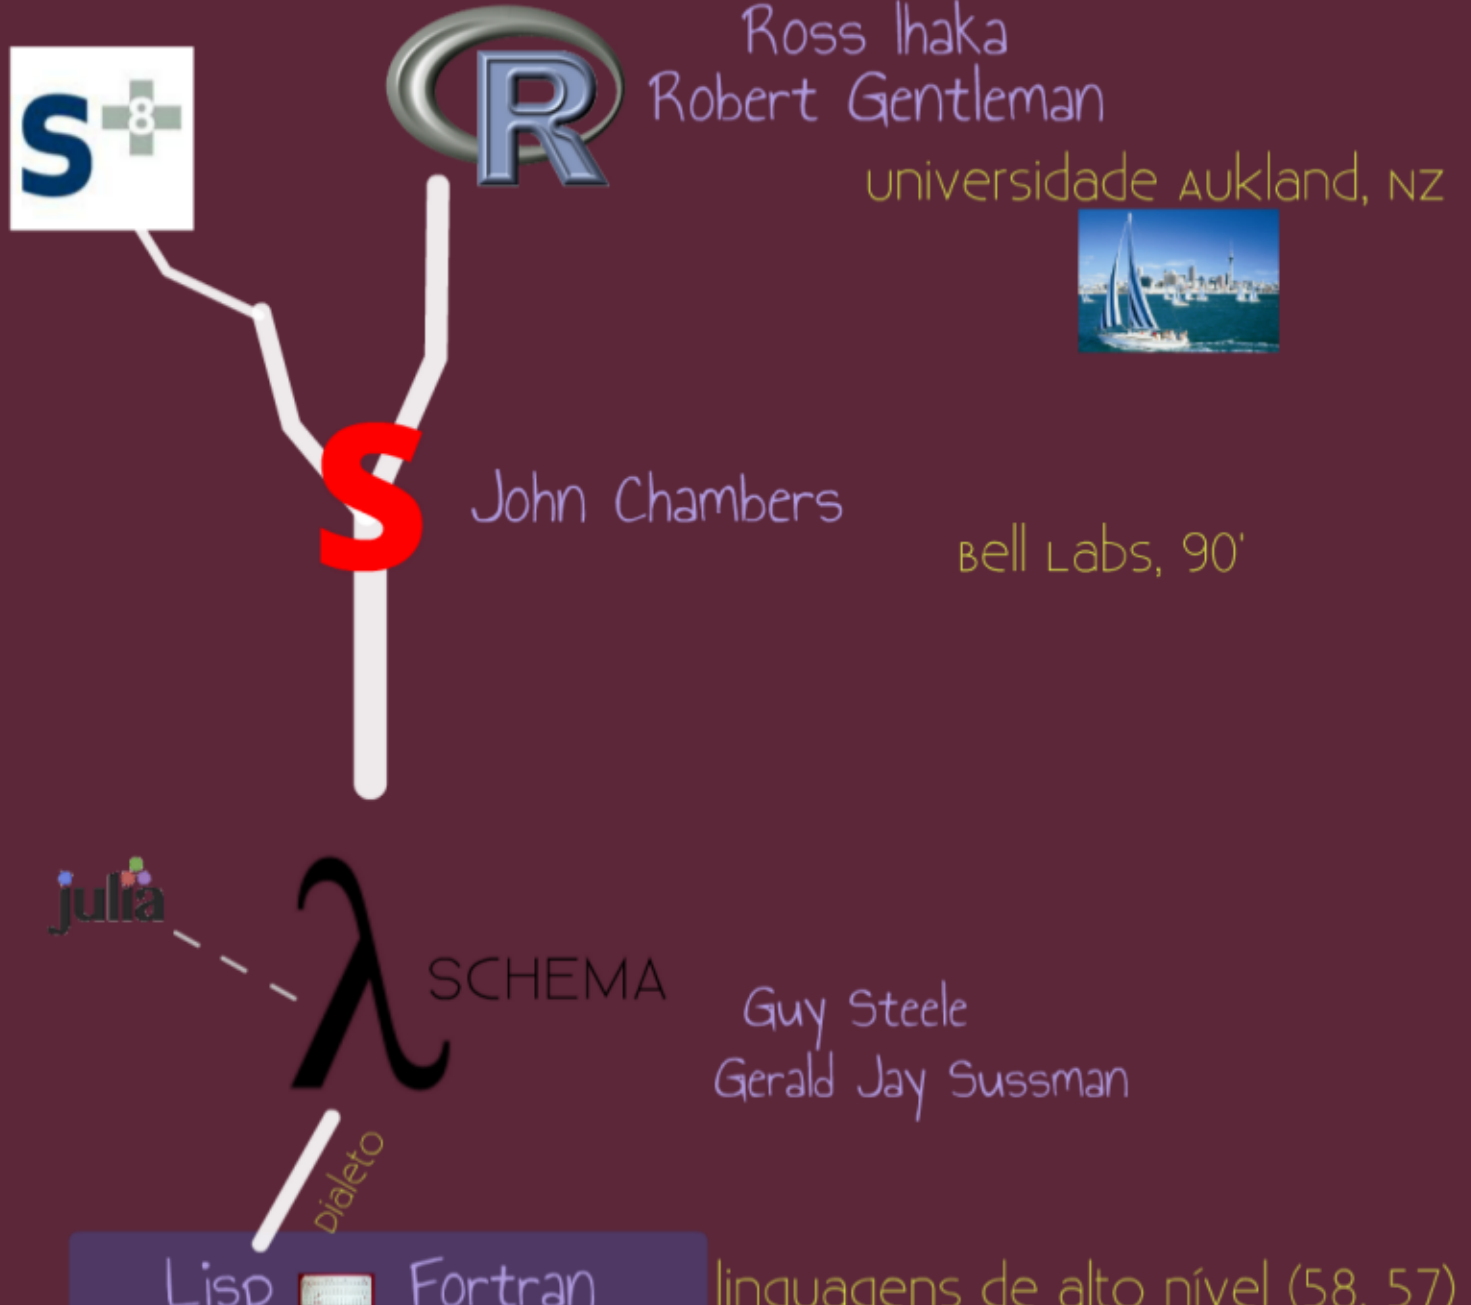 Ross Ihaka
Robert Gentleman
universidade Aukland, NZ
S+8
R
S
John Chambers
Bell Labs, 90'
julia
λ SCHEMA
Guy Steele
Gerald Jay Sussman
Dialeto
Lisp Fortran linguagens de alto nível (58, 57)